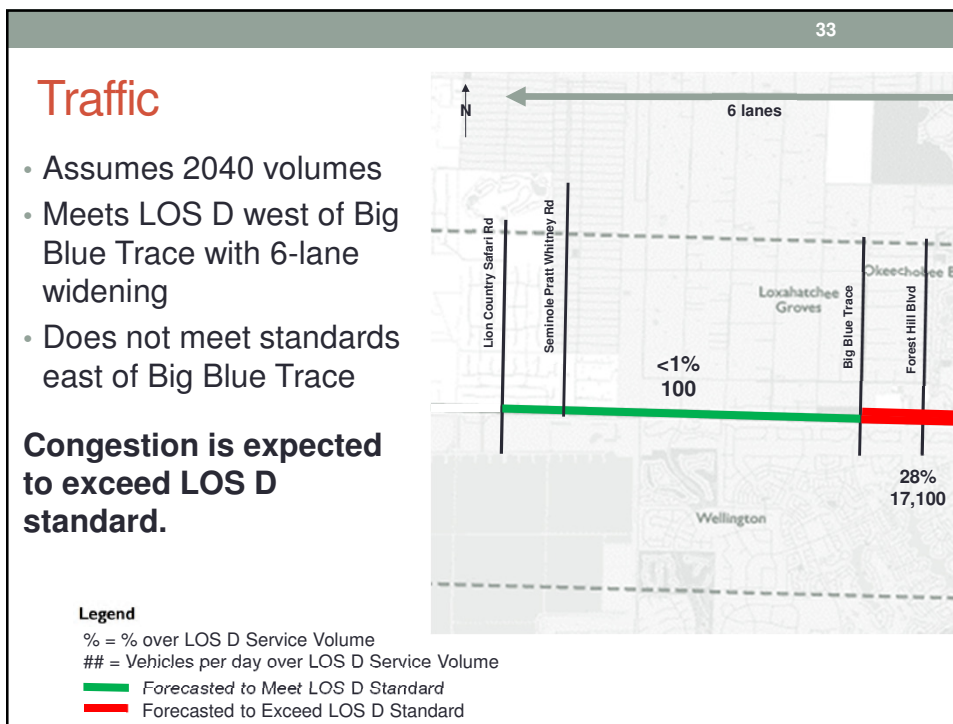 33
Traffic
• Assumes 2040 volumes
• Meets LOS D west of Big
Blue Trace with 6-lane
widening
• Does not meet standards
east of Big Blue Trace
Congestion is expected
to exceed LOS D
standard.
N
6 lanes
Lion Country Safari Rd
Seminole Pratt Whitney Rd
Big Blue Trace
Forest Hill Blvd
Okeechobee B
Loxahatchee
Groves
<1%
100
28%
17,100
Wellington
Legend
% = % over LOS D Service Volume
## = Vehicles per day over LOS D Service Volume
Forecasted to Meet LOS D Standard
Forecasted to Exceed LOS D Standard